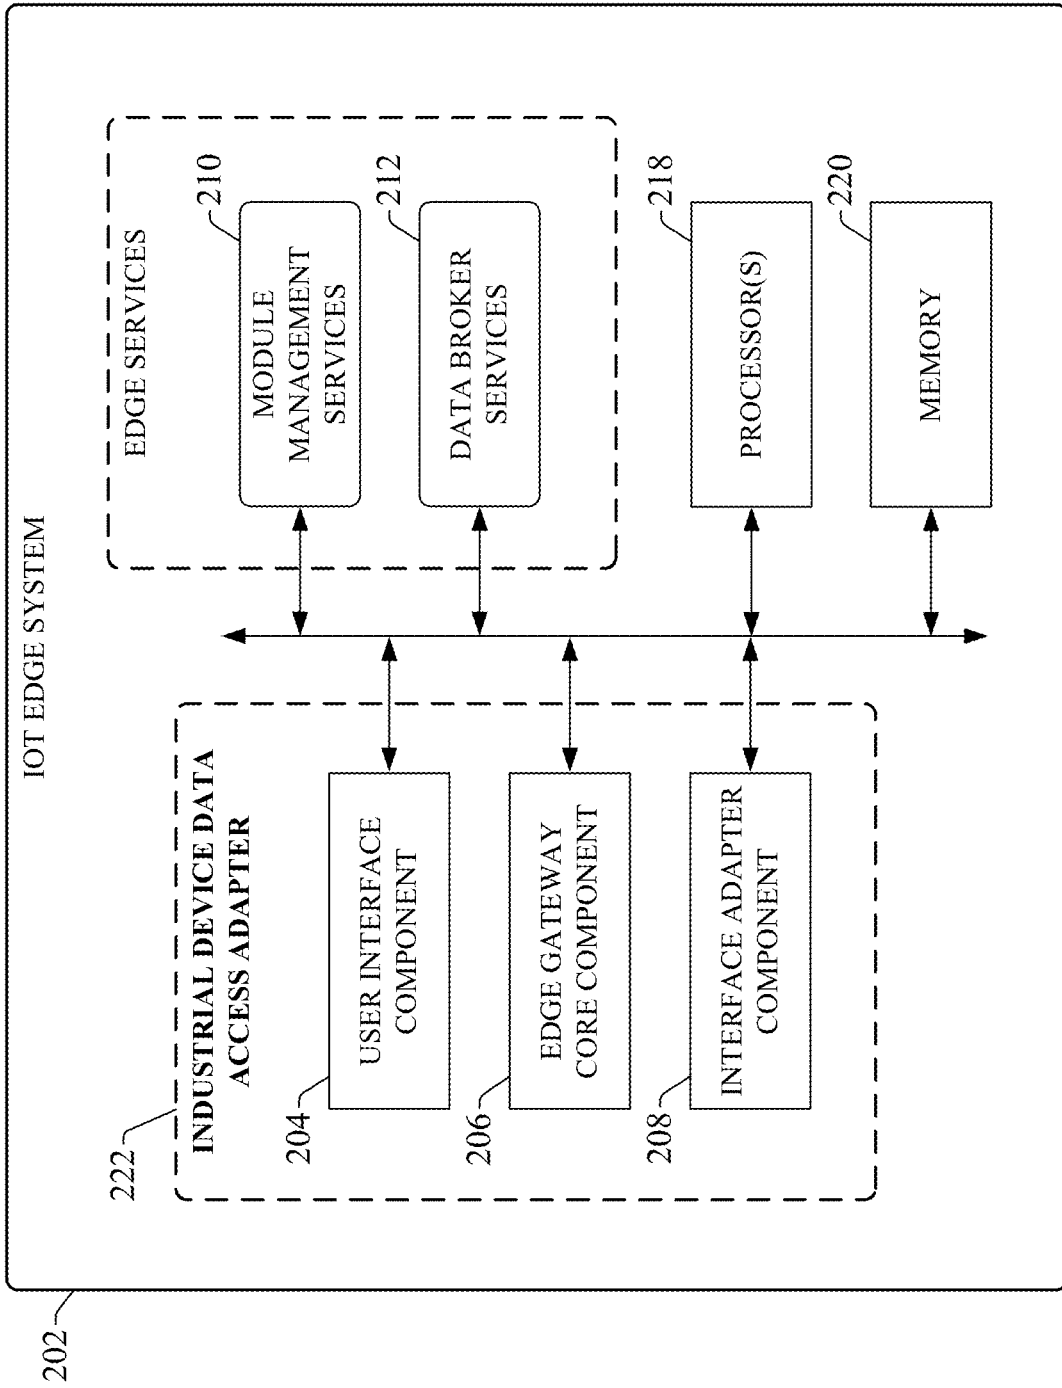 IOT EDGE SYSTEM
202
222
INDUSTRIAL DEVICE DATA
ACCESS ADAPTER
204
USER INTERFACE
COMPONENT
206
EDGE GATEWAY
CORE COMPONENT
208
INTERFACE ADAPTER
COMPONENT
EDGE SERVICES
210
MODULE
MANAGEMENT
SERVICES
212
DATA BROKER
SERVICES
218
PROCESSOR(S)
220
MEMORY